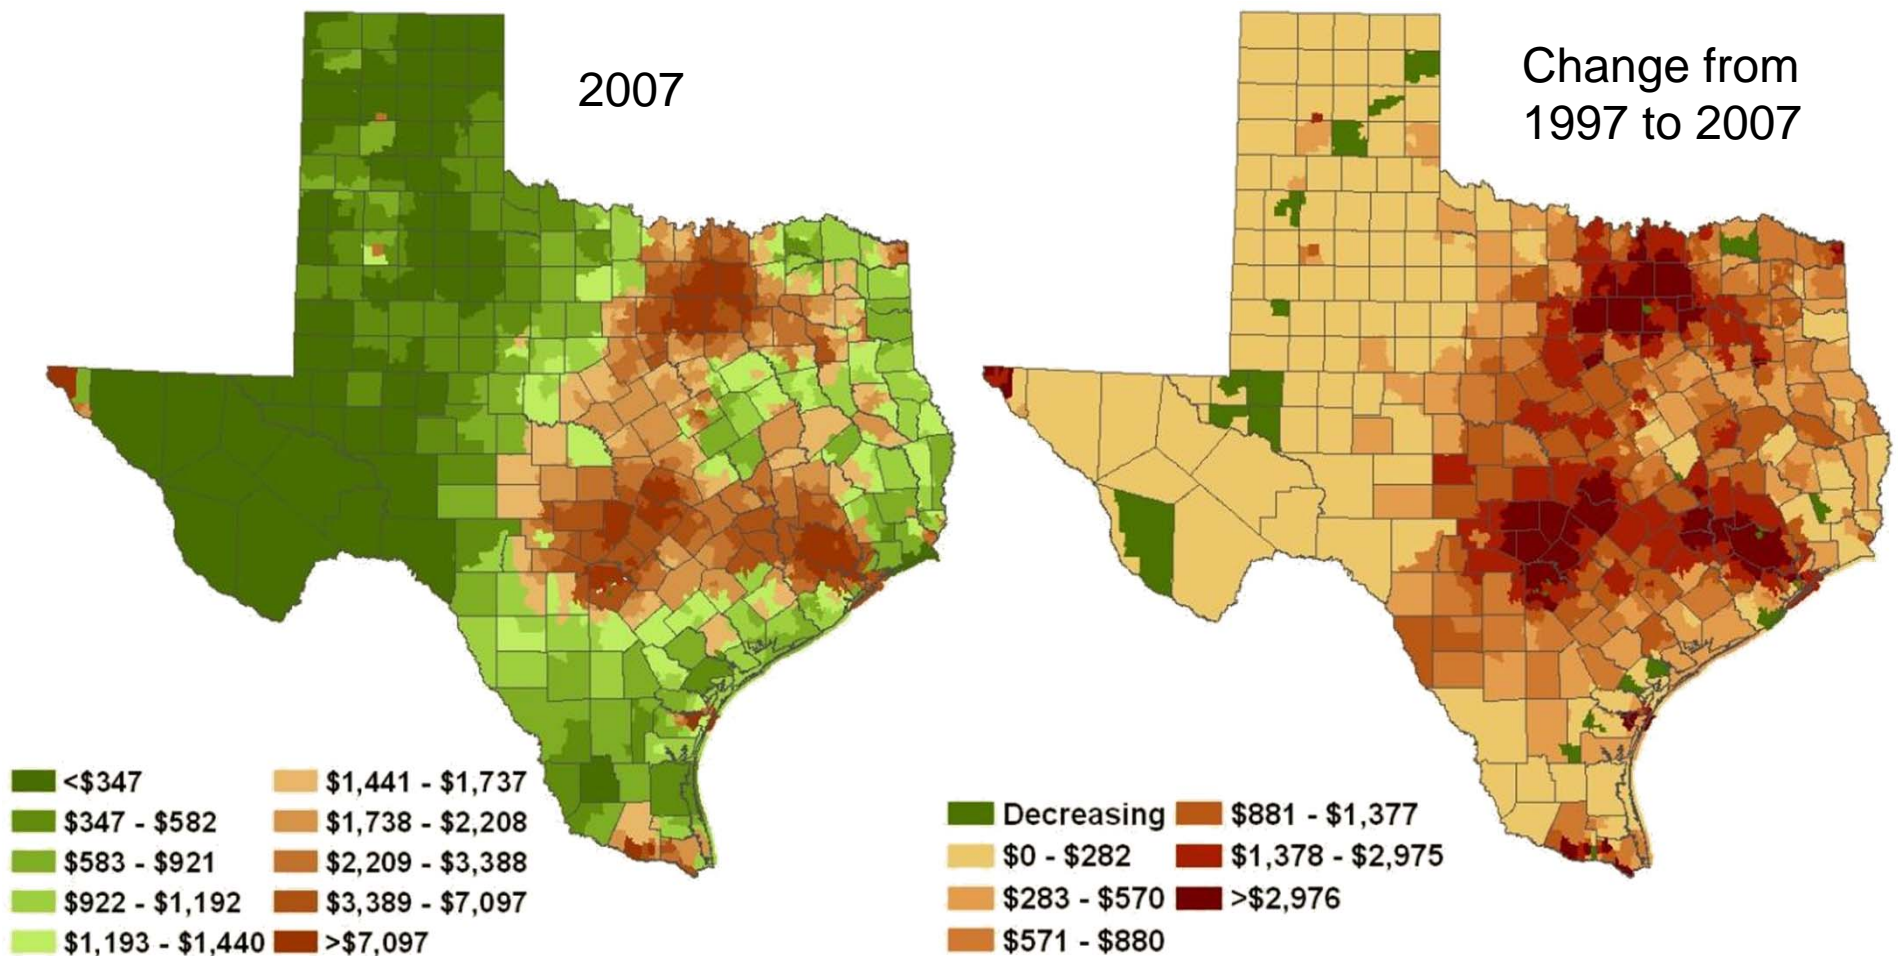 2007
Change from
1997 to 2007
<$347
$347 - $582
$583 - $921
$922 - $1,192
$1,193 - $1,440
$1,441 - $1,737
$1,738 - $2,208
$2,209 - $3,388
$3,389 - $7,097
>$7,097
Decreasing
$0 - $282
$283 - $570
$571 - $880
$881 - $1,377
$1,378 - $2,975
>$2,976